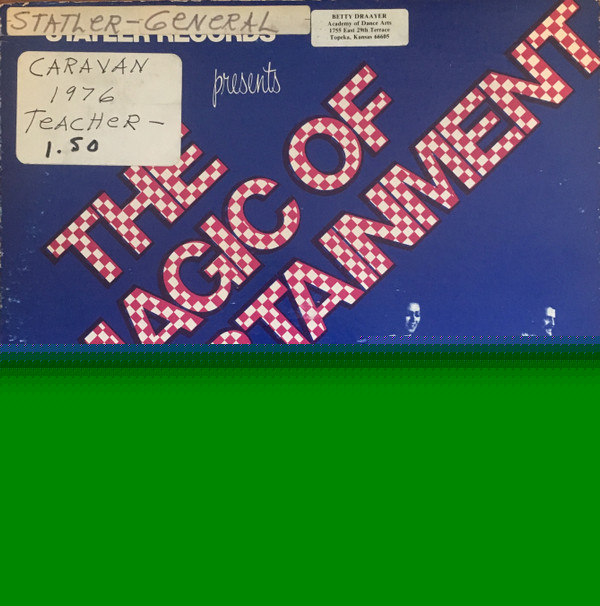 STATLER-GENERAL
STATLER RECORDS
BETTY DRAAYER
Academy of Dance Arts
1755 East 29th Terrace
Topeka, Kansas 66605
CARAVAN
1976
TEACHER-
1.50
presents
THE
MAGIC OF
ENTERTAINMENT